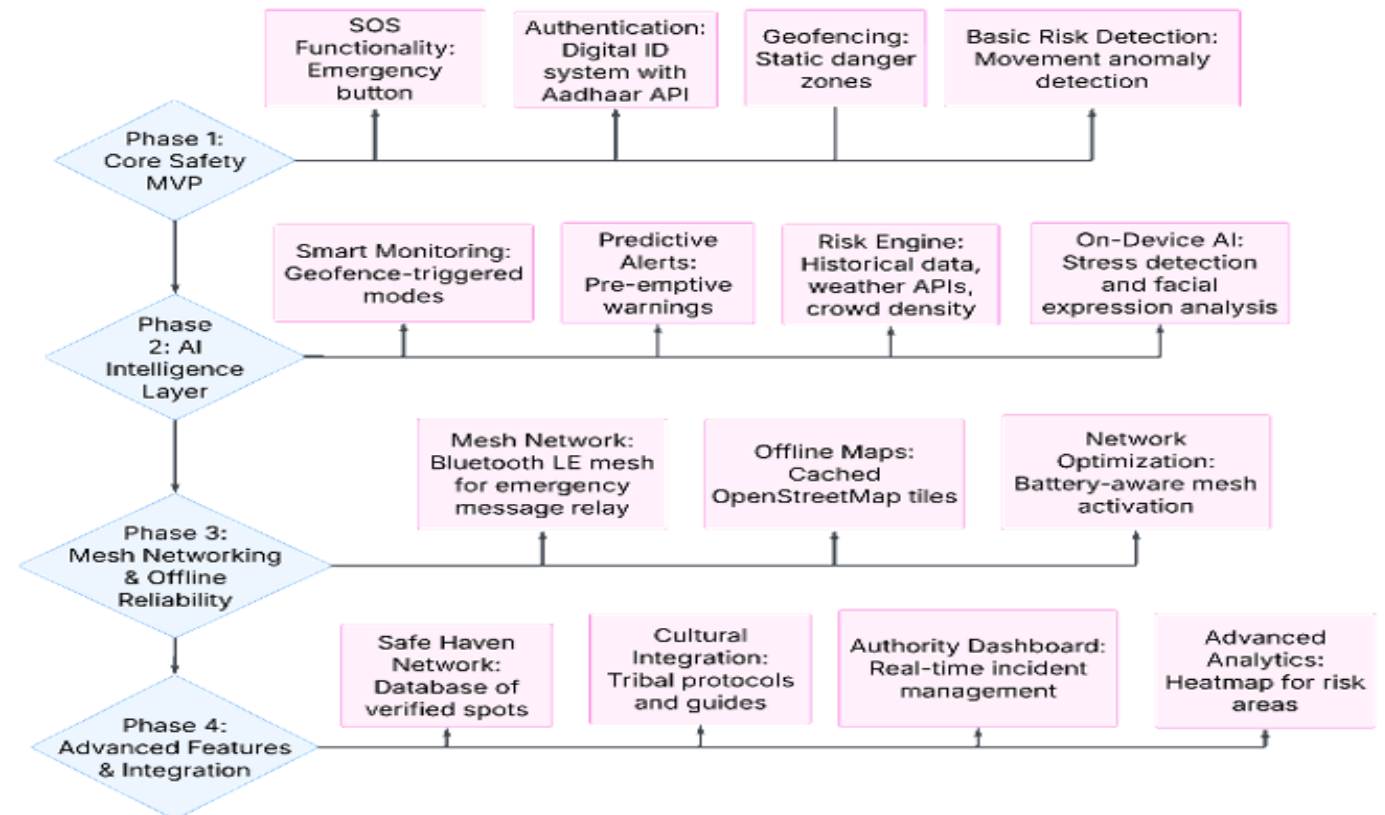 SOS
Functionality:
Emergency
button
Authentication:
Digital ID
system with
Aadhaar API
Geofencing:
Static danger
zones
Basic Risk Detection:
Movement anomaly
detection
Phase 1:
Core Safety
MVP
Smart Monitoring:
Geofence-triggered
modes
Predictive
Alerts:
Pre-emptive
warnings
Risk Engine:
Historical data,
weather APIs,
crowd density
On-Device AI:
Stress detection
and facial
expression analysis
Phase
2: AI
Intelligence
Layer
Mesh Network:
Bluetooth LE mesh
for emergency
message relay
Offline Maps:
Cached
OpenStreetMap tiles
Network
Optimization:
Battery-aware mesh
activation
Phase 3:
Mesh Networking
& Offline
Reliability
Safe Haven
Network:
Database of
verified spots
Cultural
Integration:
Tribal protocols
and guides
Authority Dashboard:
Real-time incident
management
Advanced
Analytics:
Heatmap for risk
areas
Phase 4:
Advanced Features
& Integration